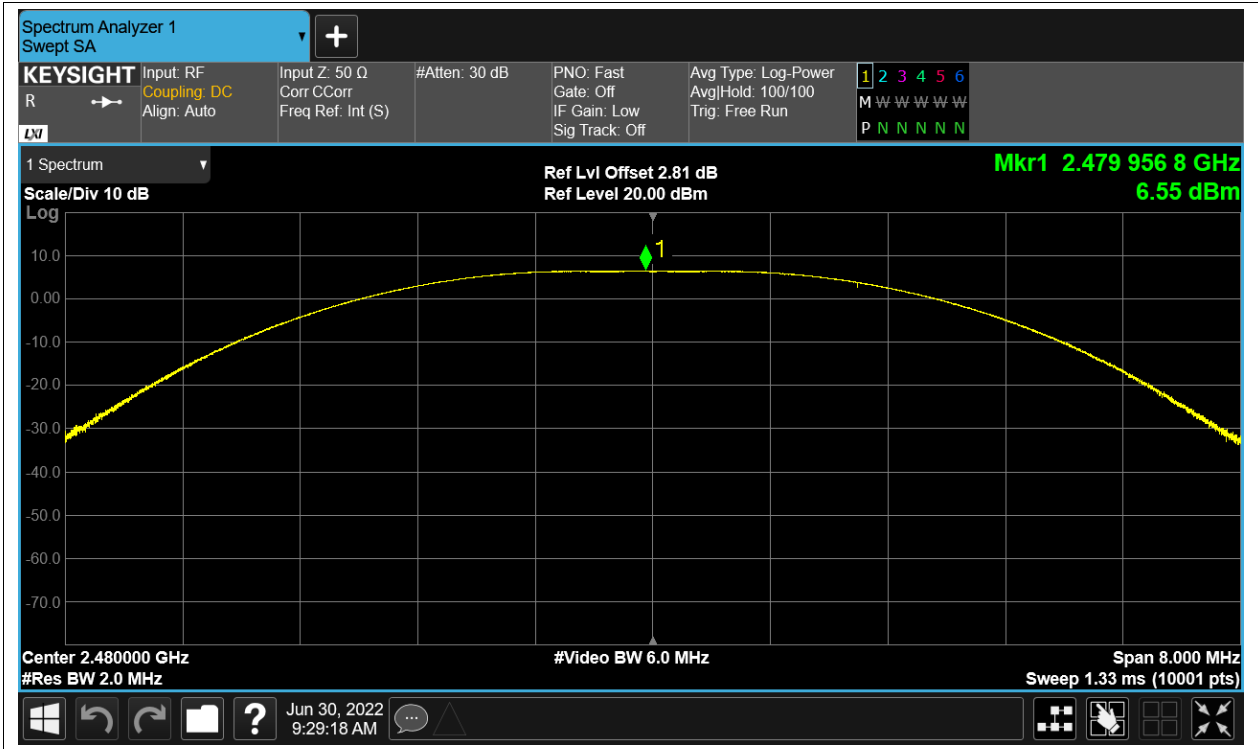 Spectrum Analyzer 1
Swept SA
KEYSIGHT
R
LXI
Input: RF
Coupling: DC
Align: Auto
Input Z: 50 Ω
Corr CCorr
Freq Ref: Int (S)
#Atten: 30 dB
PNO: Fast
Gate: Off
IF Gain: Low
Sig Track: Off
Avg Type: Log-Power
Avg|Hold: 100/100
Trig: Free Run
1 2 3 4 5 6
M W W W W W W
P N N N N N
1 Spectrum
Scale/Div 10 dB
Log
Ref Lvl Offset 2.81 dB
Ref Level 20.00 dBm
Mkr1 2.479 956 8 GHz
6.55 dBm
1
10.0
0.00
-10.0
-20.0
-30.0
-40.0
-50.0
-60.0
-70.0
Center 2.480000 GHz
#Video BW 6.0 MHz
Span 8.000 MHz
#Res BW 2.0 MHz
Sweep 1.33 ms (10001 pts)
?
Jun 30, 2022
9:29:18 AM